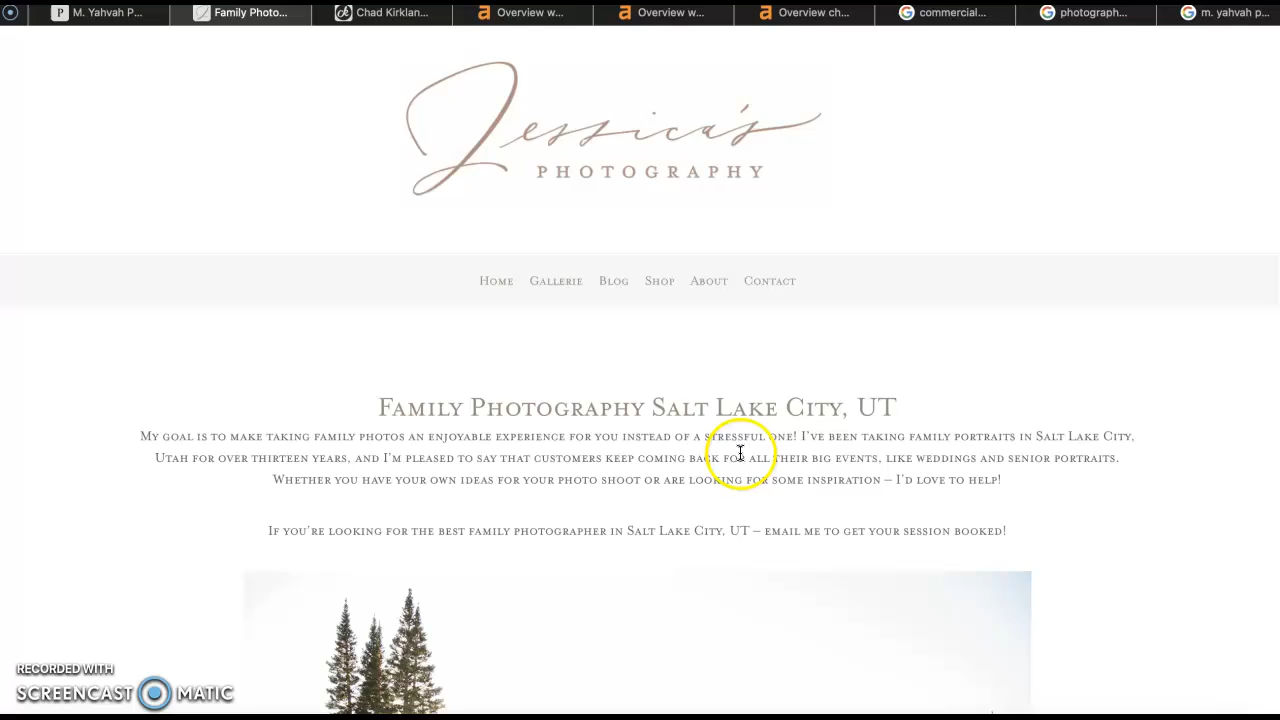 M. Yahvah P...
Family Photo...
Chad Kirklan...
Overview w...
Overview w...
Overview ch...
commercial...
photograph...
m. yahvah p...
Jessica's
PHOTOGRAPHY
Home Gallerie Blog Shop About Contact
Family Photography Salt Lake City, UT
My goal is to make taking family photos an enjoyable experience for you instead of a stressful one! I've been taking family portraits in Salt Lake City,
Utah for over thirteen years, and I'm pleased to say that customers keep coming back for all their big events, like weddings and senior portraits.
Whether you have your own ideas for your photo shoot or are looking for some inspiration – I'd love to help!
If you're looking for the best family photographer in Salt Lake City, UT – email me to get your session booked!
RECORDED WITH
SCREENCAST MATIC